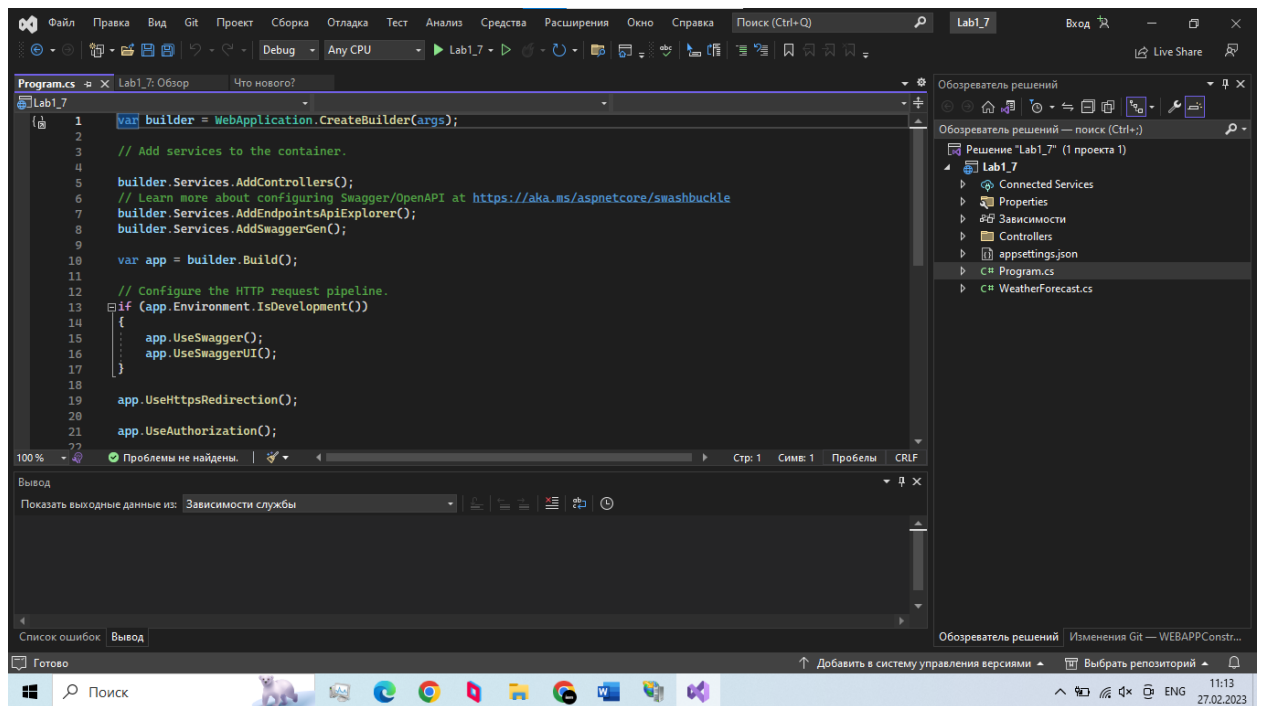 Файл Правка Вид Git Проект Сборка Отладка Тест Анализ Средства Расширения Окно Справка Поиск (Ctrl+Q) Lab1_7 Вход
Debug Any CPU Lab1_7 Live Share
Program.cs Lab1_7: Обзор Что нового?
Lab1_7
1 var builder = WebApplication.CreateBuilder(args);
2
3 // Add services to the container.
4
5 builder.Services.AddControllers();
6 // Learn more about configuring Swagger/OpenAPI at https://aka.ms/aspnetcore/swashbuckle
7 builder.Services.AddEndpointsApiExplorer();
8 builder.Services.AddSwaggerGen();
9
10 var app = builder.Build();
11
12 // Configure the HTTP request pipeline.
13 if (app.Environment.IsDevelopment())
14 {
15 app.UseSwagger();
16 app.UseSwaggerUI();
17 }
18
19 app.UseHttpsRedirection();
20
21 app.UseAuthorization();
22
100 % Проблемы не найдены. Стр: 1 Симв: 1 Пробелы CRLF
Вывод
Показать выходные данные из: Зависимости службы
Список ошибок Вывод
Обозреватель решений
Обозреватель решений — поиск (Ctrl+;)
Решение "Lab1_7" (1 проекта 1)
Lab1_7
Connected Services
Properties
Зависимости
Controllers
appsettings.json
C# Program.cs
C# WeatherForecast.cs
Обозреватель решений Изменения Git — WEBAPPConstr...
Готово Добавить в систему управления версиями Выбрать репозиторий
Поиск ENG 11:13
27.02.2023